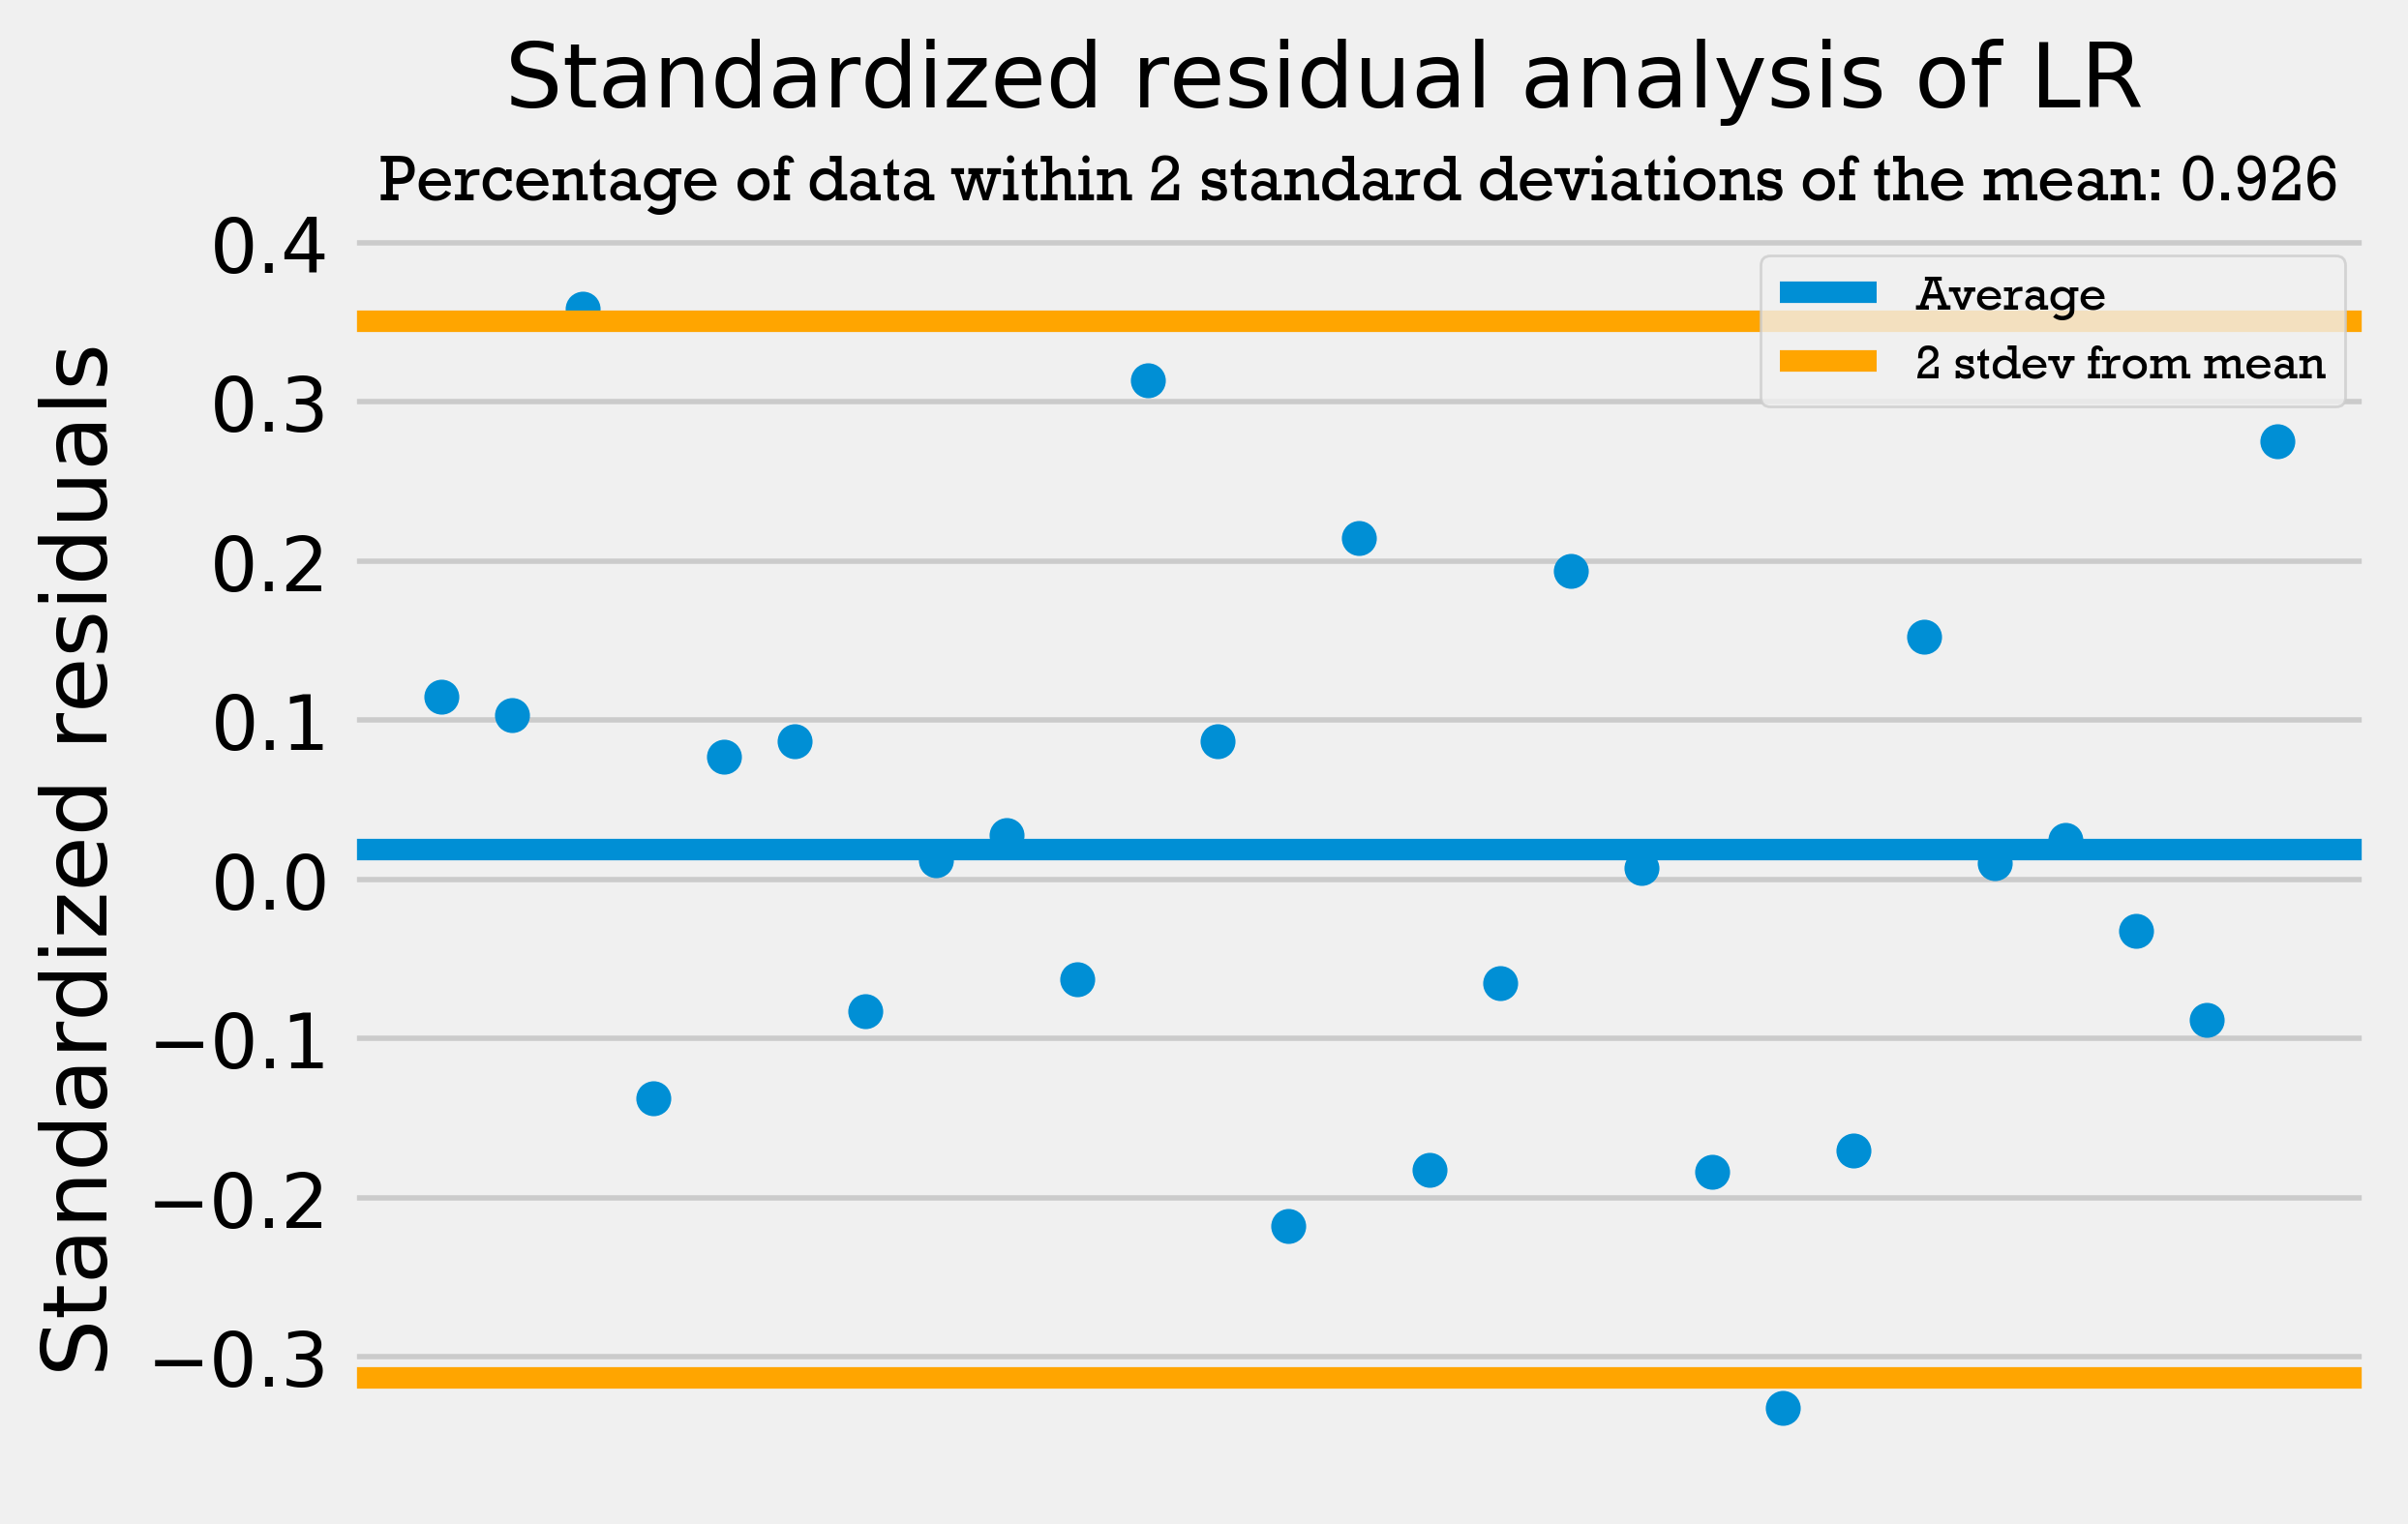 Standardized residual analysis of LR
Percentage of data within 2 standard deviations of the mean: 0.926
Standardized residuals
0.4
0.3
0.2
0.1
0.0
−0.1
−0.2
−0.3
Average
2 stdev from mean